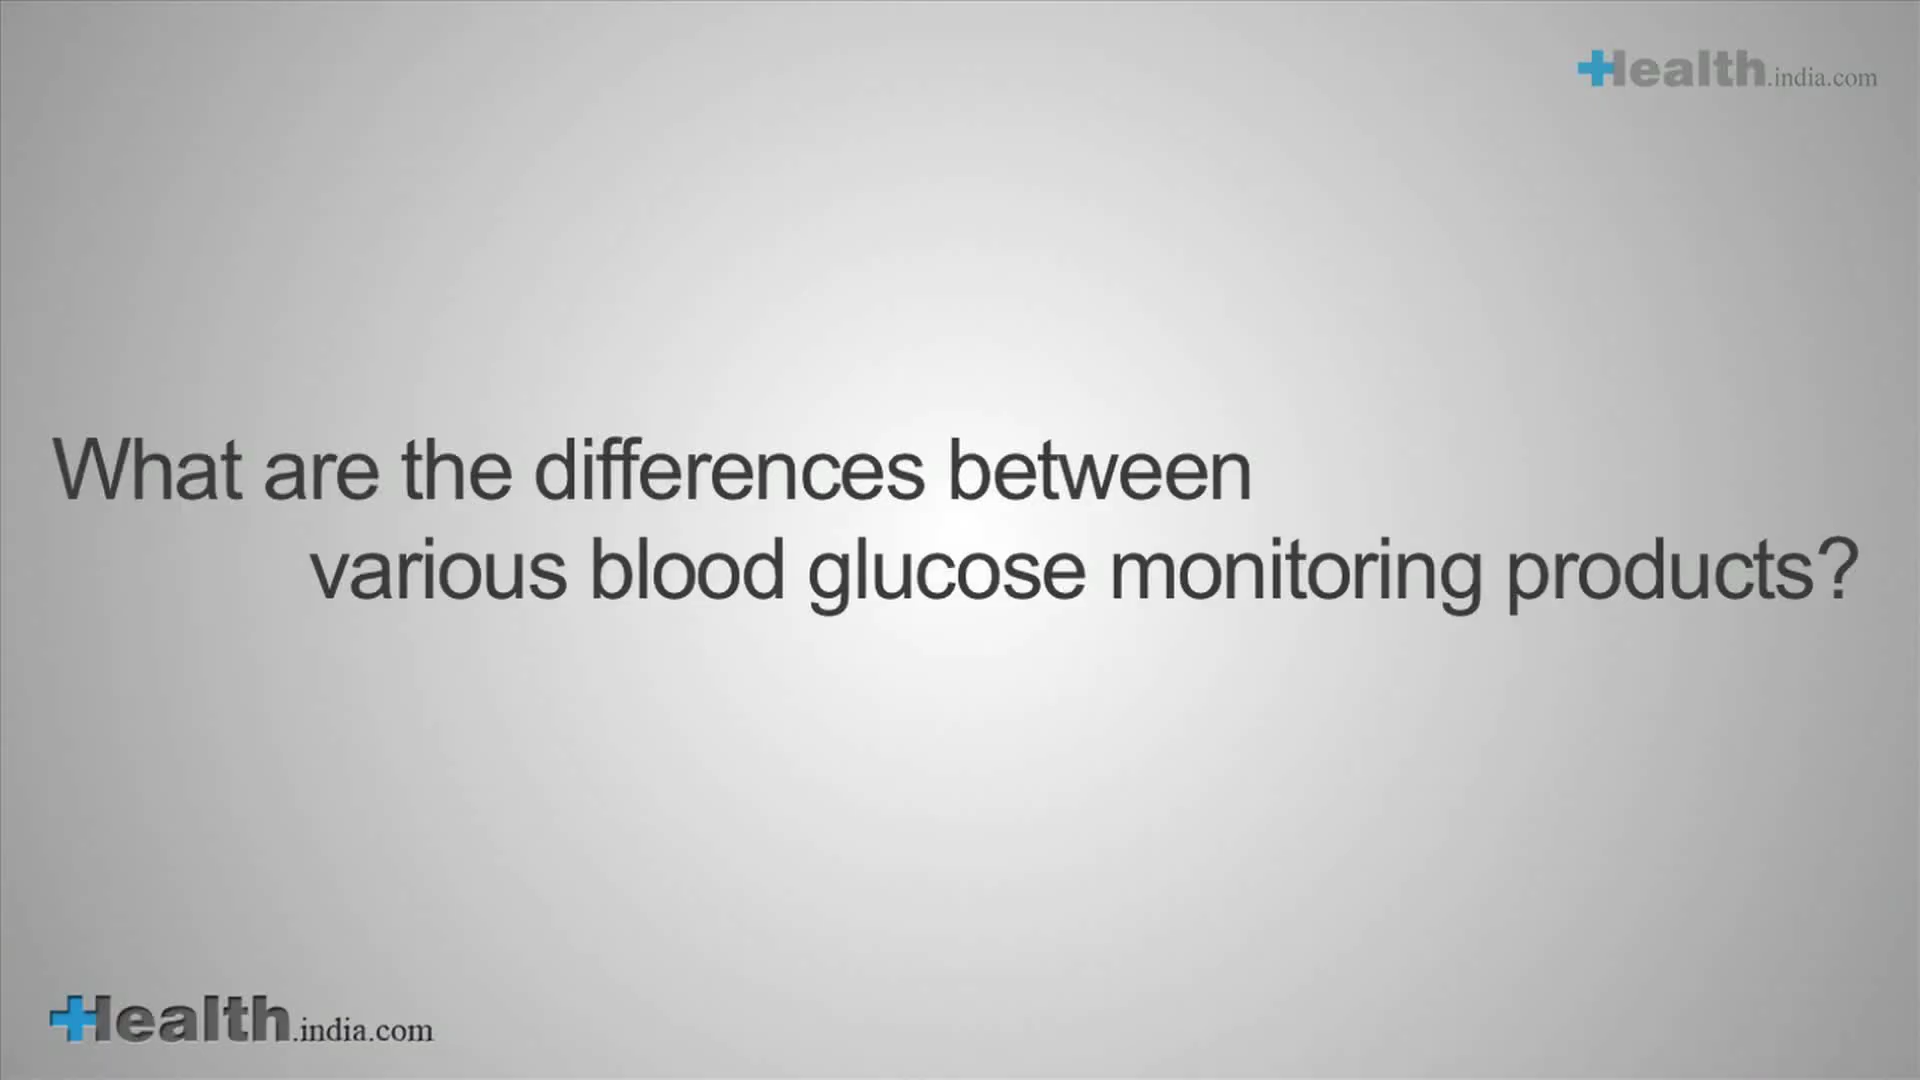 Health.india.com
What are the differences between
various blood glucose monitoring products?
Health.india.com